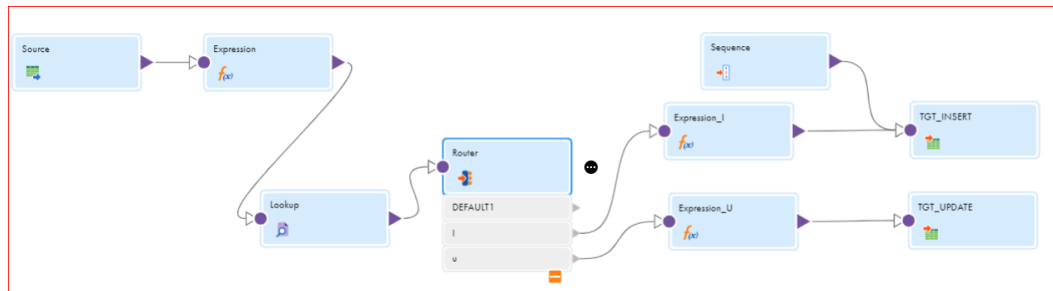 Source
Expression
f(x)
Sequence
Expression_I
f(x)
TGT_INSERT
Router
DEFAULT1
I
u
Lookup
Expression_U
f(x)
TGT_UPDATE